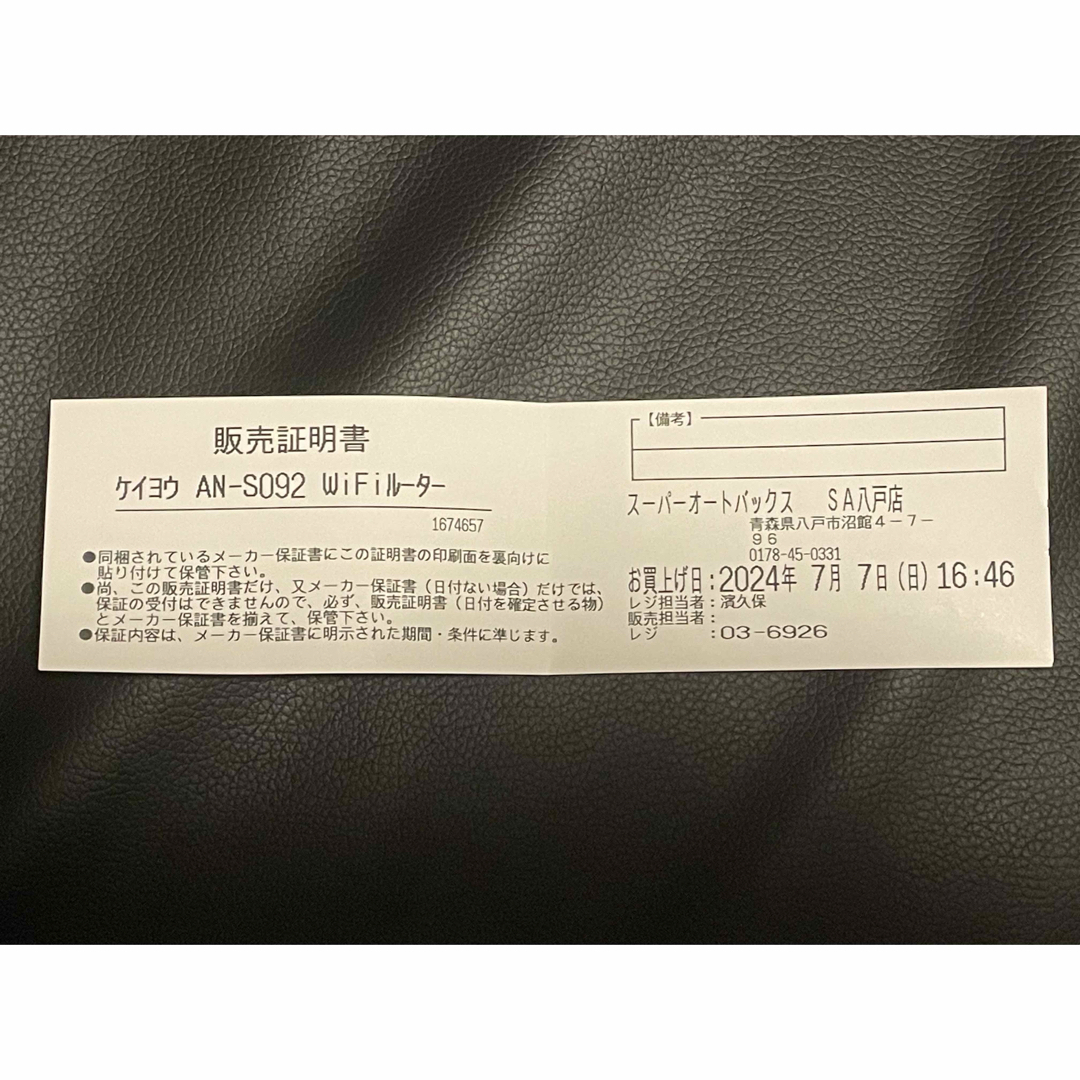 販売証明書
ケイヨウ AN-S092 WiFiルーター
1674657
●同梱されているメーカー保証書にこの証明書の印刷面を裏向けに
貼り付けて保管下さい。
●尚、この販売証明書だけ、又メーカー保証書（日付ない場合）だけでは、
保証の受付はできませんので、必ず、販売証明書（日付を確定させる物）
とメーカー保証書を揃えて、保管下さい。
●保証内容は、メーカー保証書に明示された期間・条件に準じます。
【備考】
スーパーオートバックス SA八戸店
青森県八戸市沼館４－７－
９６
0178-45-0331
お買上げ日：2024年 7月 7日（日）16:46
レジ担当者：濱久保
販売担当者：
レジ ：03-6926